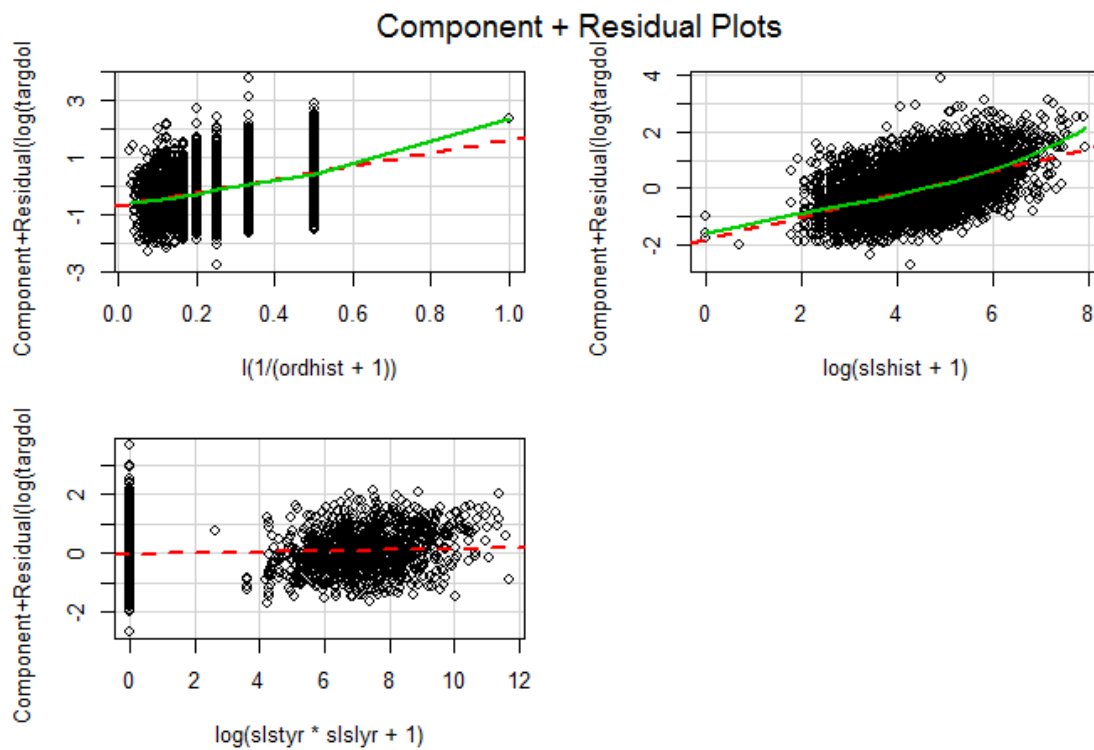 Component + Residual Plots
Component+Residual(log(targdol
3
1
-1
-3
0.0 0.2 0.4 0.6 0.8 1.0
I(1/(ordhist + 1))
Component+Residual(log(targdol
4
2
0
-2
0 2 4 6 8
log(slshist + 1)
Component+Residual(log(targdol
2
0
-2
0 2 4 6 8 10 12
log(slstyr * slslyr + 1)